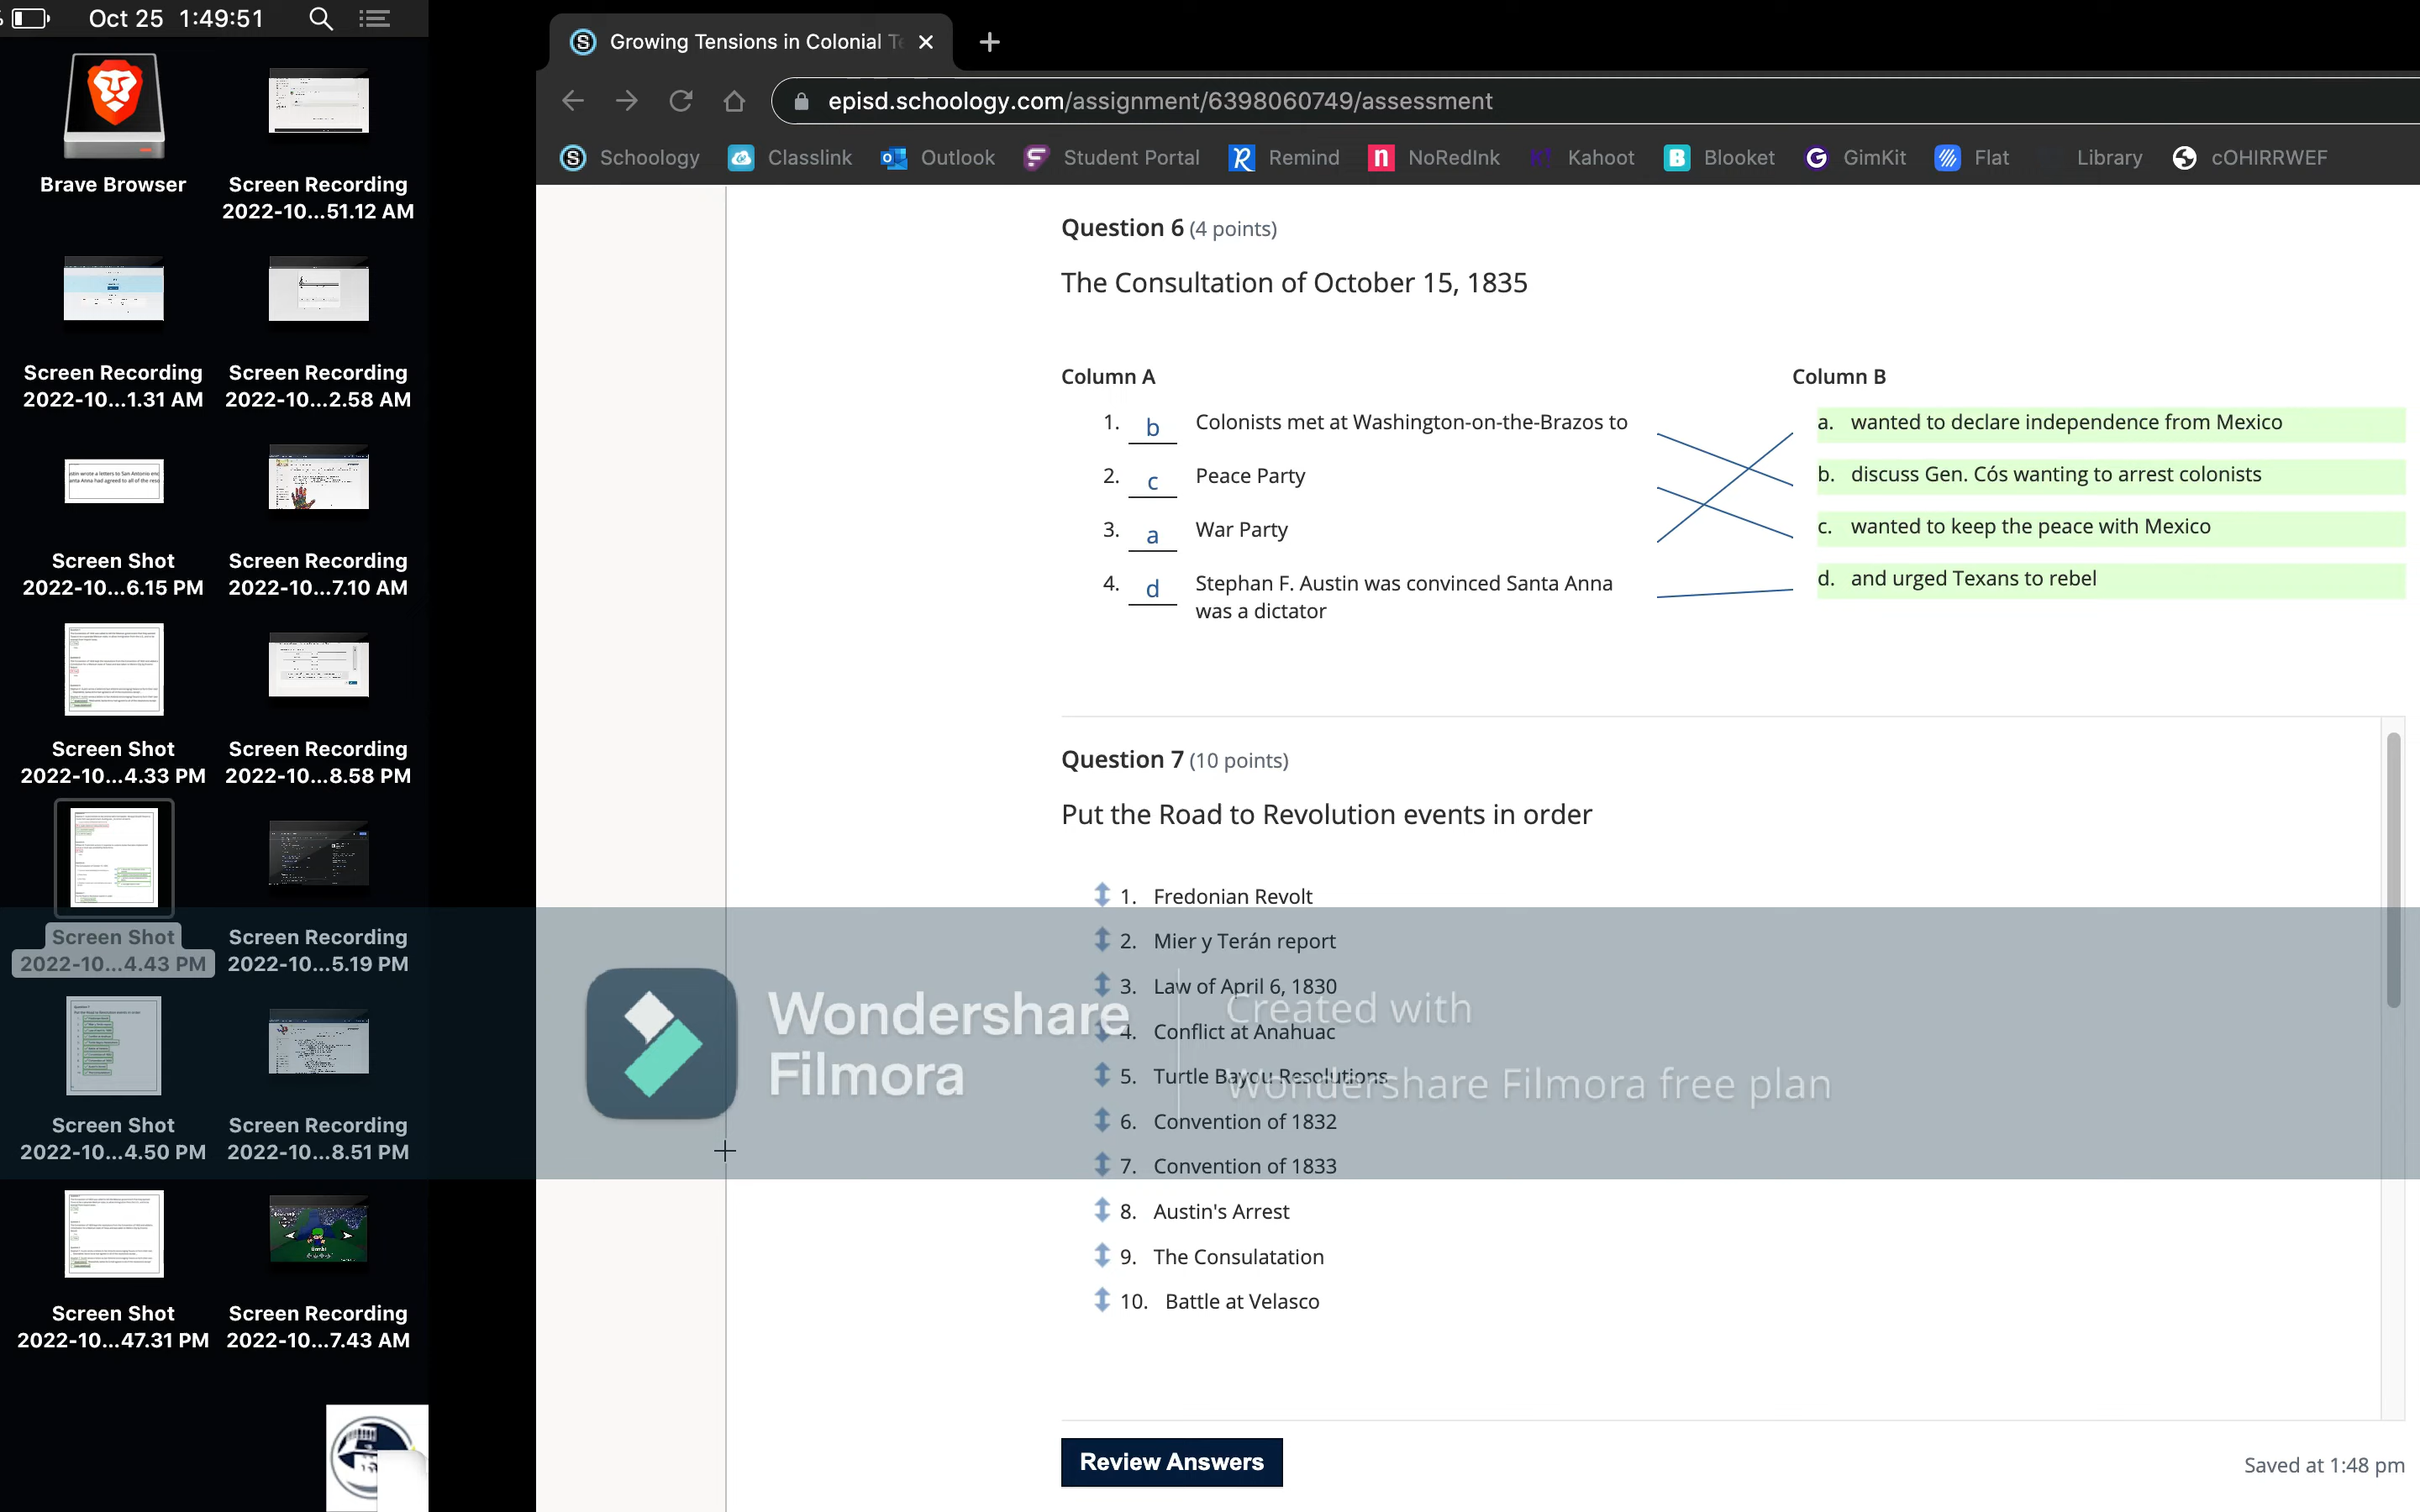 Oct 25 1:49:51
Brave Browser
Screen Recording
2022-10...51.12 AM
Screen Recording
2022-10...1.31 AM
Screen Recording
2022-10...2.58 AM
Screen Shot
2022-10...6.15 PM
Screen Recording
2022-10...7.10 AM
Screen Shot
2022-10...4.33 PM
Screen Recording
2022-10...8.58 PM
Screen Shot
2022-10...4.43 PM
Screen Recording
2022-10...5.19 PM
Screen Shot
2022-10...4.50 PM
Screen Recording
2022-10...8.51 PM
Screen Shot
2022-10...47.31 PM
Screen Recording
2022-10...7.43 AM
Growing Tensions in Colonial Te
episd.schoology.com/assignment/6398060749/assessment
Schoology Classlink Outlook Student Portal Remind NoRedInk Kahoot Blooket GimKit Flat Library cOHIRRWEF
Question 6 (4 points)
The Consultation of October 15, 1835
Column A
1. b Colonists met at Washington-on-the-Brazos to
2. c Peace Party
3. a War Party
4. d Stephan F. Austin was convinced Santa Anna
was a dictator
Column B
a. wanted to declare independence from Mexico
b. discuss Gen. Cós wanting to arrest colonists
c. wanted to keep the peace with Mexico
d. and urged Texans to rebel
Question 7 (10 points)
Put the Road to Revolution events in order
1. Fredonian Revolt
2. Mier y Terán report
3. Law of April 6, 1830
4. Conflict at Anahuac
5. Turtle Bayou Resolutions
6. Convention of 1832
7. Convention of 1833
8. Austin's Arrest
9. The Consulatation
10. Battle at Velasco
Wondershare
Filmora
Created with
Wondershare Filmora free plan
Review Answers
Saved at 1:48 pm